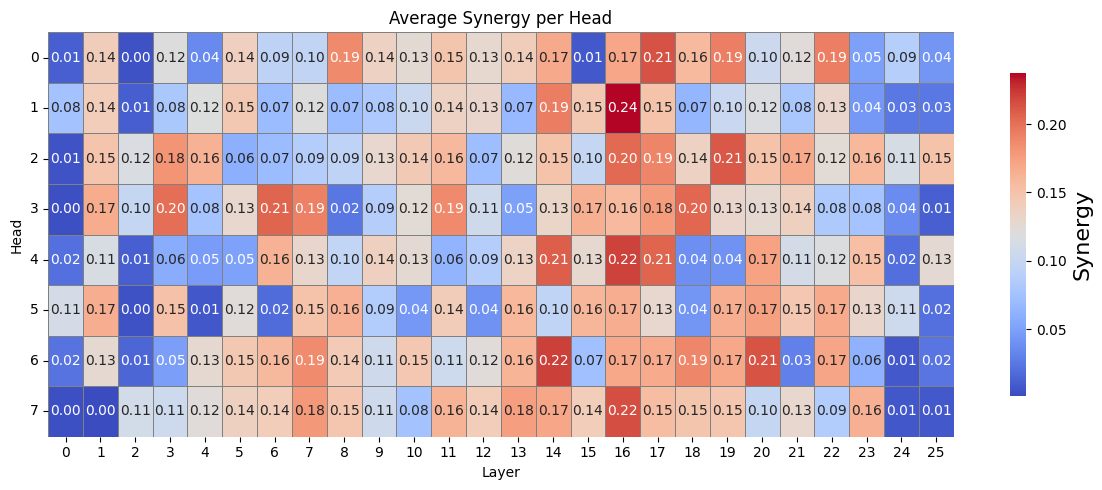 Average Synergy per Head
0 0.01 0.14 0.00 0.12 0.04 0.14 0.09 0.10 0.19 0.14 0.13 0.15 0.13 0.14 0.17 0.01 0.17 0.21 0.16 0.19 0.10 0.12 0.19 0.05 0.09 0.04
1 0.08 0.14 0.01 0.08 0.12 0.15 0.07 0.12 0.07 0.08 0.10 0.14 0.13 0.07 0.19 0.15 0.24 0.15 0.07 0.10 0.12 0.08 0.13 0.04 0.03 0.03
2 0.01 0.15 0.12 0.18 0.16 0.06 0.07 0.09 0.09 0.13 0.14 0.16 0.07 0.12 0.15 0.10 0.20 0.19 0.14 0.21 0.15 0.17 0.12 0.16 0.11 0.15
3 0.00 0.17 0.10 0.20 0.08 0.13 0.21 0.19 0.02 0.09 0.12 0.19 0.11 0.05 0.13 0.17 0.16 0.18 0.20 0.13 0.13 0.14 0.08 0.08 0.04 0.01
4 0.02 0.11 0.01 0.06 0.05 0.05 0.16 0.13 0.10 0.14 0.13 0.06 0.09 0.13 0.21 0.13 0.22 0.21 0.04 0.04 0.17 0.11 0.12 0.15 0.02 0.13
5 0.11 0.17 0.00 0.15 0.01 0.12 0.02 0.15 0.16 0.09 0.04 0.14 0.04 0.16 0.10 0.16 0.17 0.13 0.04 0.17 0.17 0.15 0.17 0.13 0.11 0.02
6 0.02 0.13 0.01 0.05 0.13 0.15 0.16 0.19 0.14 0.11 0.15 0.11 0.12 0.16 0.22 0.07 0.17 0.17 0.19 0.17 0.21 0.03 0.17 0.06 0.01 0.02
7 0.00 0.00 0.11 0.11 0.12 0.14 0.14 0.18 0.15 0.11 0.08 0.16 0.14 0.18 0.17 0.14 0.22 0.15 0.15 0.15 0.10 0.13 0.09 0.16 0.01 0.01
0 1 2 3 4 5 6 7 8 9 10 11 12 13 14 15 16 17 18 19 20 21 22 23 24 25
Layer
Head
0.20
0.15
0.10
0.05
Synergy